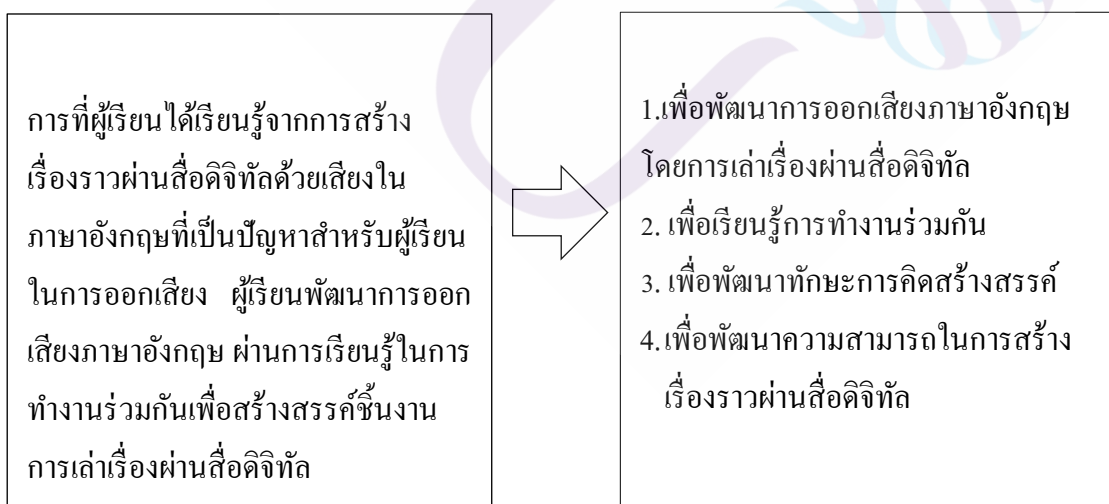 การที่ผู้เรียนได้เรียนรู้จากการสร้าง
เรื่องราวผ่านสื่อดิจิทัลด้วยเสียงใน
ภาษาอังกฤษที่เป็นปัญหาสำหรับผู้เรียน
ในการออกเสียง ผู้เรียนพัฒนาการออก
เสียงภาษาอังกฤษ ผ่านการเรียนรู้ในการ
ทำงานร่วมกันเพื่อสร้างสรรค์ชิ้นงาน
การเล่าเรื่องผ่านสื่อดิจิทัล
1.เพื่อพัฒนาการออกเสียงภาษาอังกฤษ
โดยการเล่าเรื่องผ่านสื่อดิจิทัล
2. เพื่อเรียนรู้การทำงานร่วมกัน
3. เพื่อพัฒนาทักษะการคิดสร้างสรรค์
4.เพื่อพัฒนาความสามารถในการสร้าง
เรื่องราวผ่านสื่อดิจิทัล